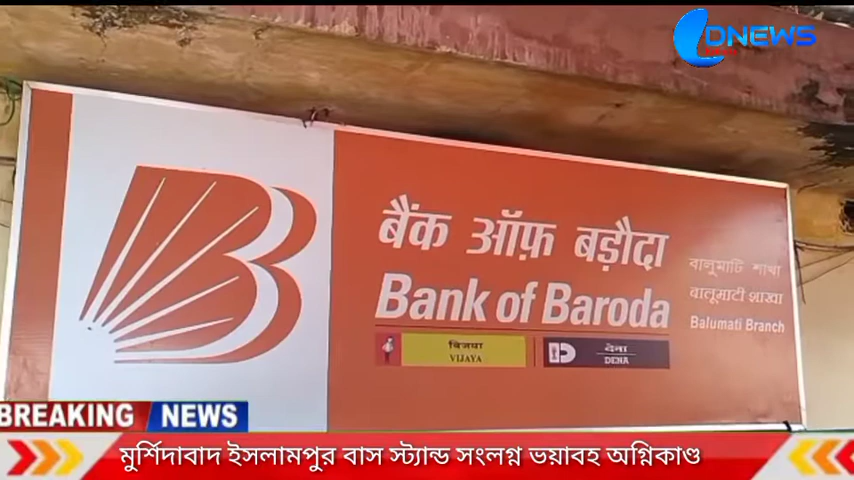 DNEWS
बैंक ऑफ़ बड़ौदा
Bank of Baroda
বালুমাটি শাখা
बालूमाटी शाखा
Balumati Branch
विजया
VIJAYA
देना
DENA
BREAKING NEWS
মুর্শিদাবাদ ইসলামপুর বাস স্ট্যান্ড সংলগ্ন ভয়াবহ অগ্নিকাণ্ড